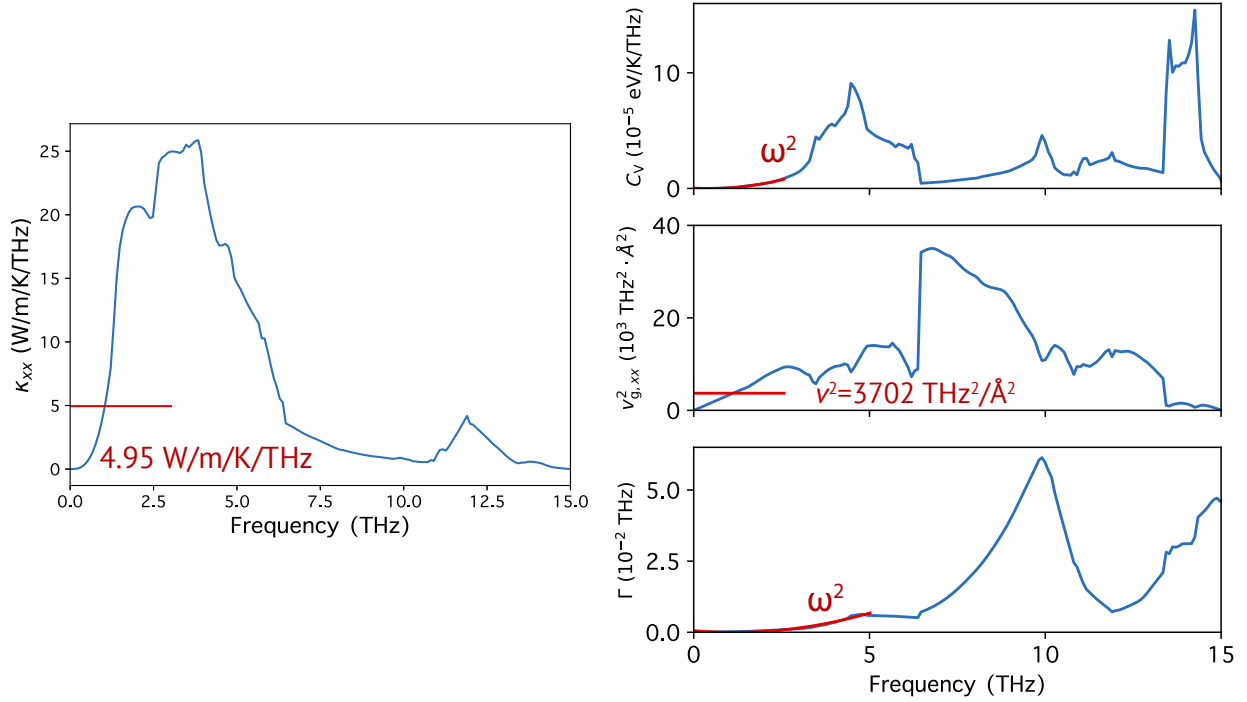 25
20
15
10
5
0
κxx (W/m/K/THz)
4.95 W/m/K/THz
0.0 2.5 5.0 7.5 10.0 12.5 15.0
Frequency (THz)
10
0
C_V (10⁻⁵ eV/K/THz)
ω²
40
20
0
v²_g,xx (10³ THz²·Å²)
v²=3702 THz²/Å²
5.0
2.5
0.0
Γ (10⁻² THz)
ω²
0 5 10 15
Frequency (THz)